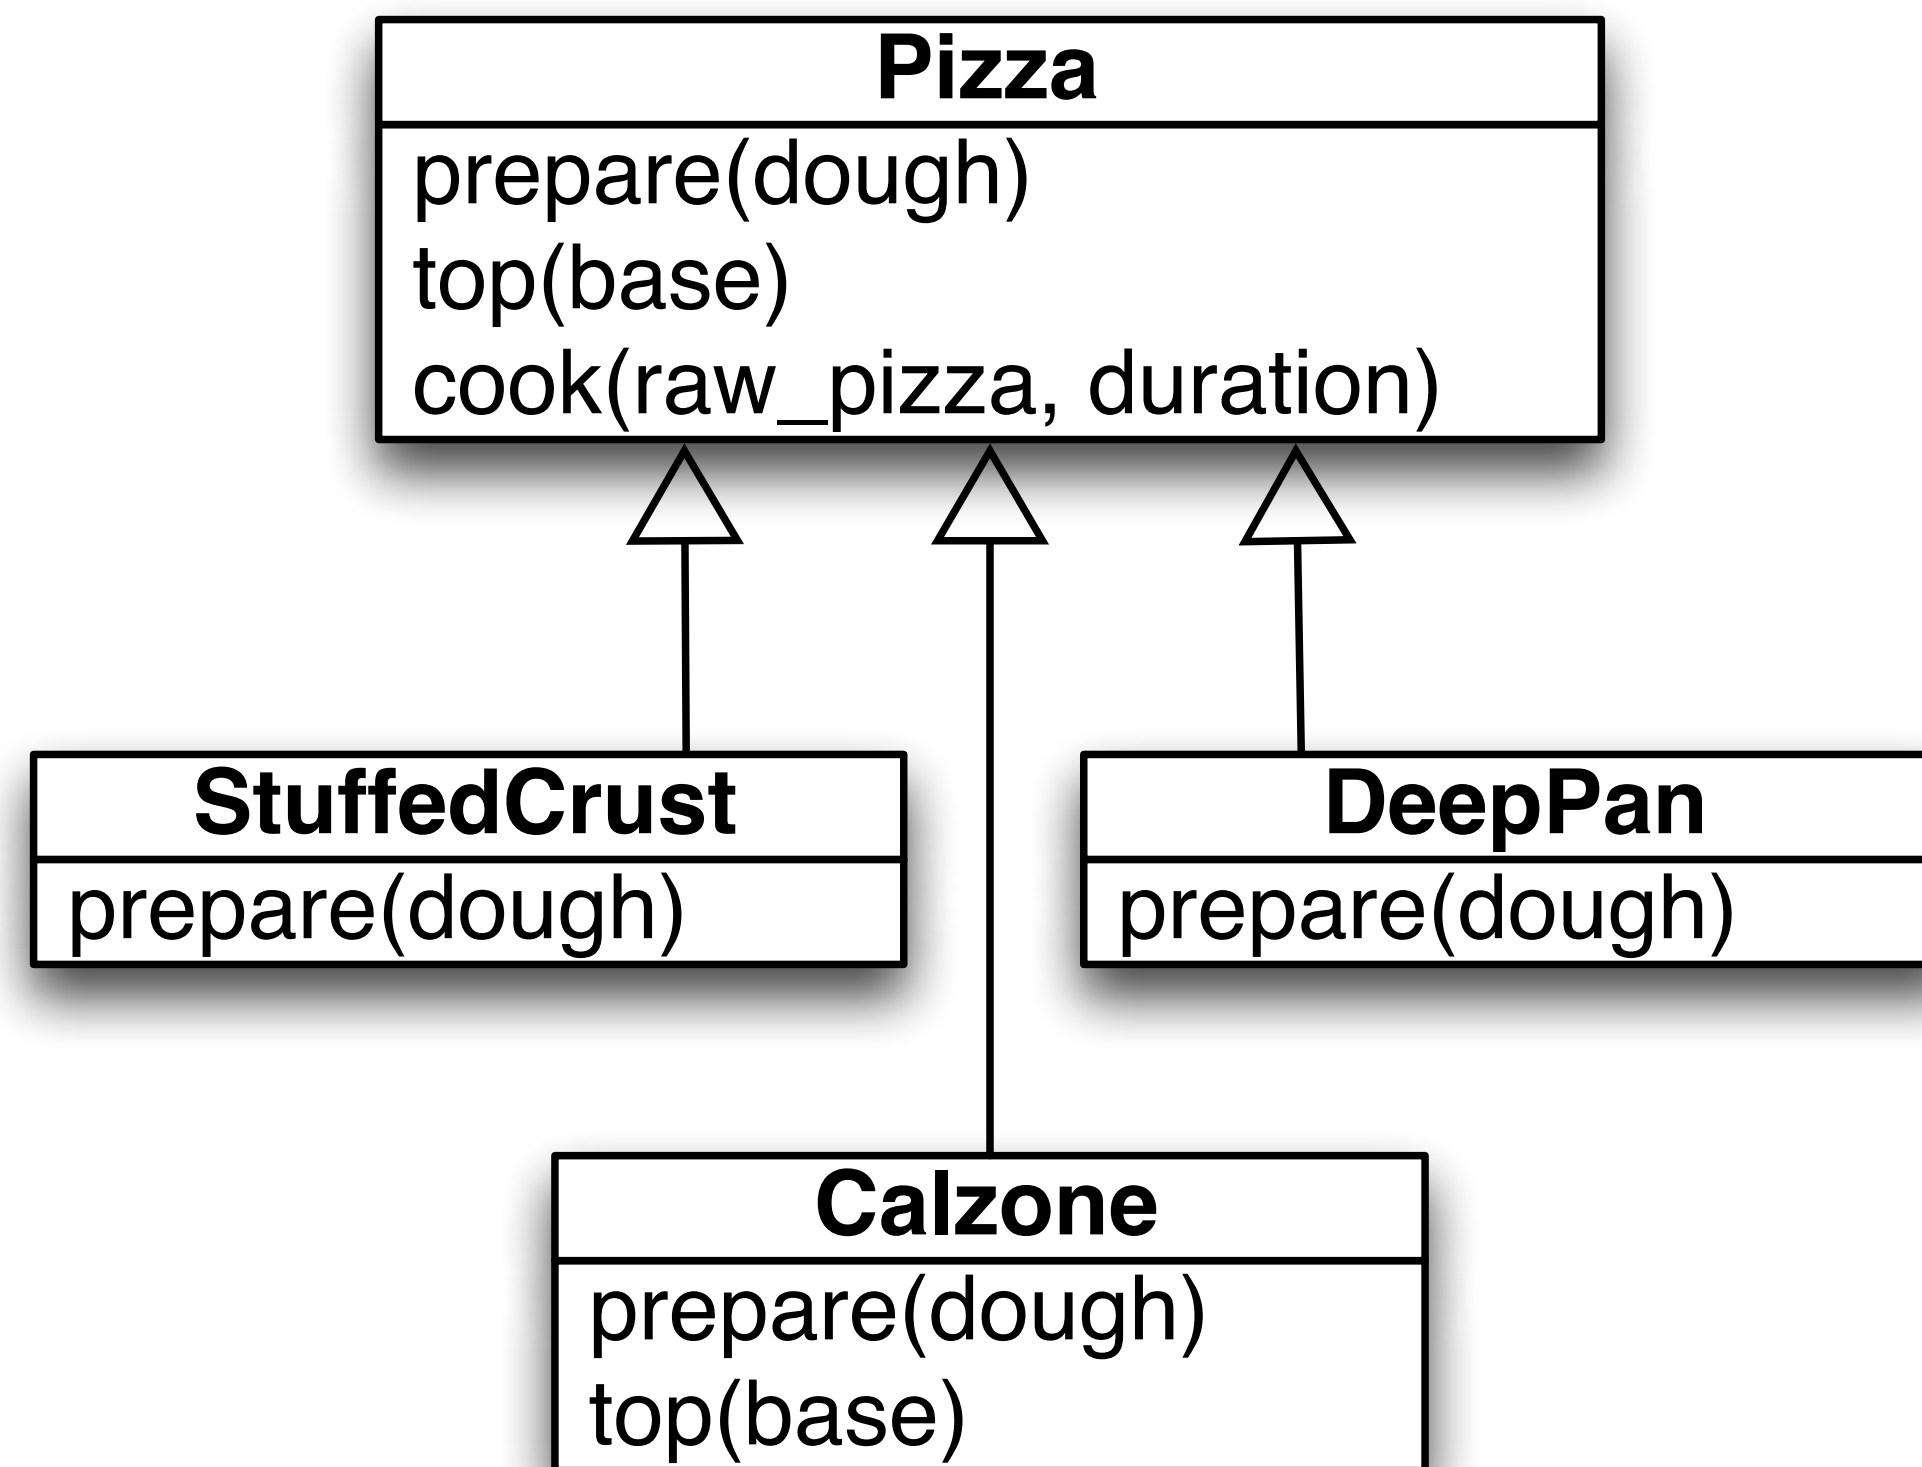 Pizza
prepare(dough)
top(base)
cook(raw_pizza, duration)
StuffedCrust
prepare(dough)
DeepPan
prepare(dough)
Calzone
prepare(dough)
top(base)